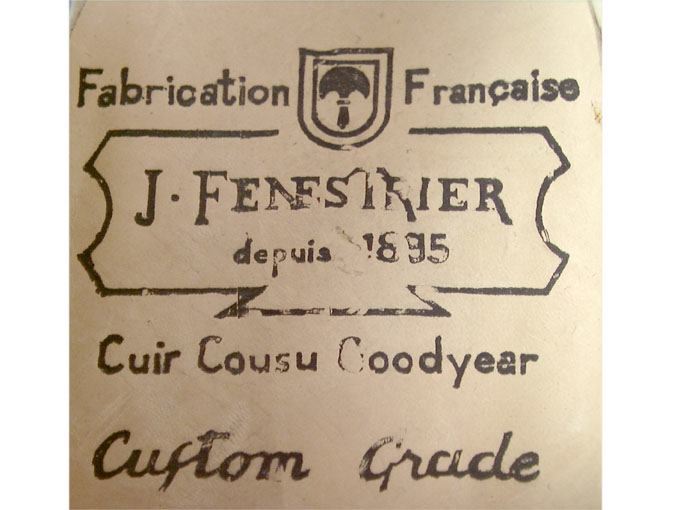 Fabrication Française
J. FENESTRIER
depuis 1895
Cuir Cousu Goodyear
Custom Grade